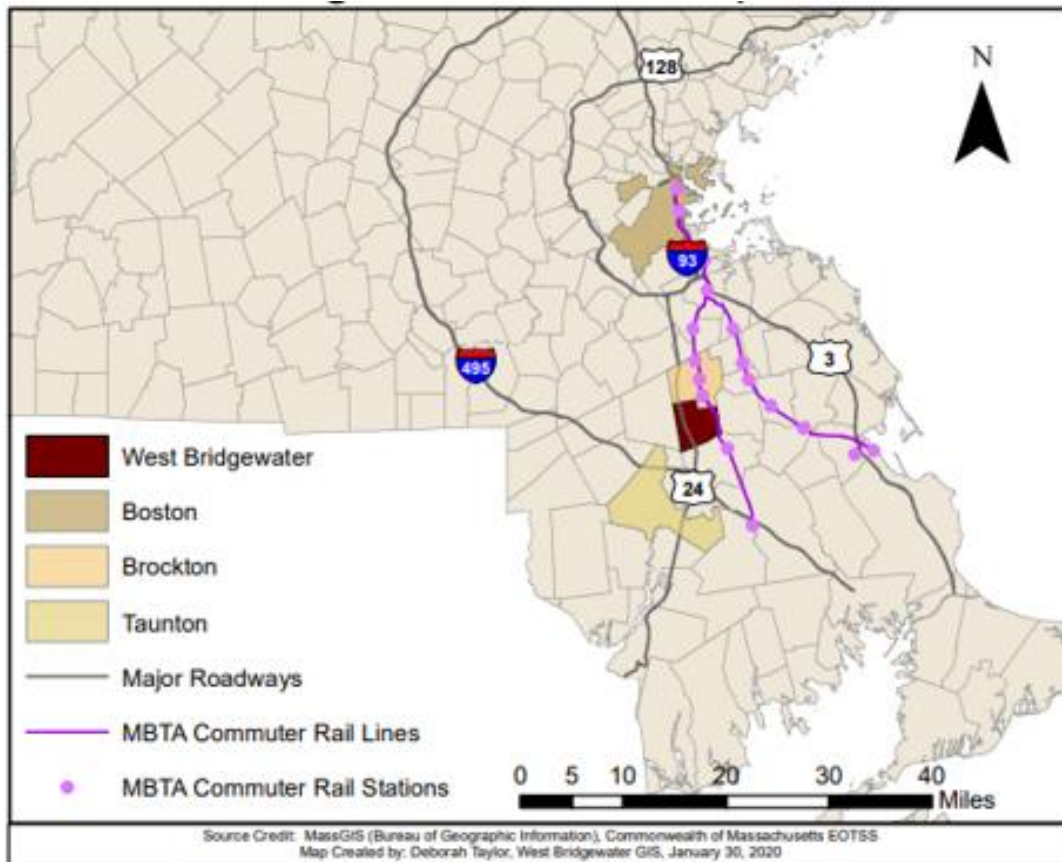 128
N
93
3
495
24
West Bridgewater
Boston
Brockton
Taunton
Major Roadways
MBTA Commuter Rail Lines
MBTA Commuter Rail Stations
0 5 10 20 30 40
Miles
Source Credit: MassGIS (Bureau of Geographic Information), Commonwealth of Massachusetts EOTSS
Map Created by: Deborah Taylor, West Bridgewater GIS, January 30, 2020